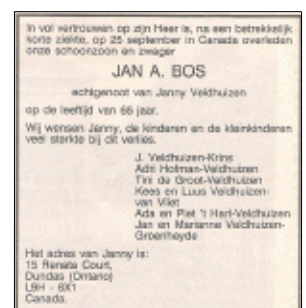 In vol vertrouwen op zijn Heer is, na een betrekkelijk
korte ziekte, op 25 september in Canada overleden
onze schoonzoon en zwager
JAN A. BOS
echtgenoot van Janny Veldhuizen
op de leeftijd van 66 jaar.
Wij wensen Janny, de kinderen en de kleinkinderen
veel sterkte bij dit verlies.
J. Veldhuizen-Krins
Adri Hofman-Veldhuizen
Tini de Groot-Veldhuizen
Kees en Luus Veldhuizen-
van Vliet
Ada en Piet 't Hart-Veldhuizen
Jan en Marianne Veldhuizen-
Groenheyde
Het adres van Janny is:
15 Renata Court,
Dundas (Ontario)
L9H - 6X1
Canada.